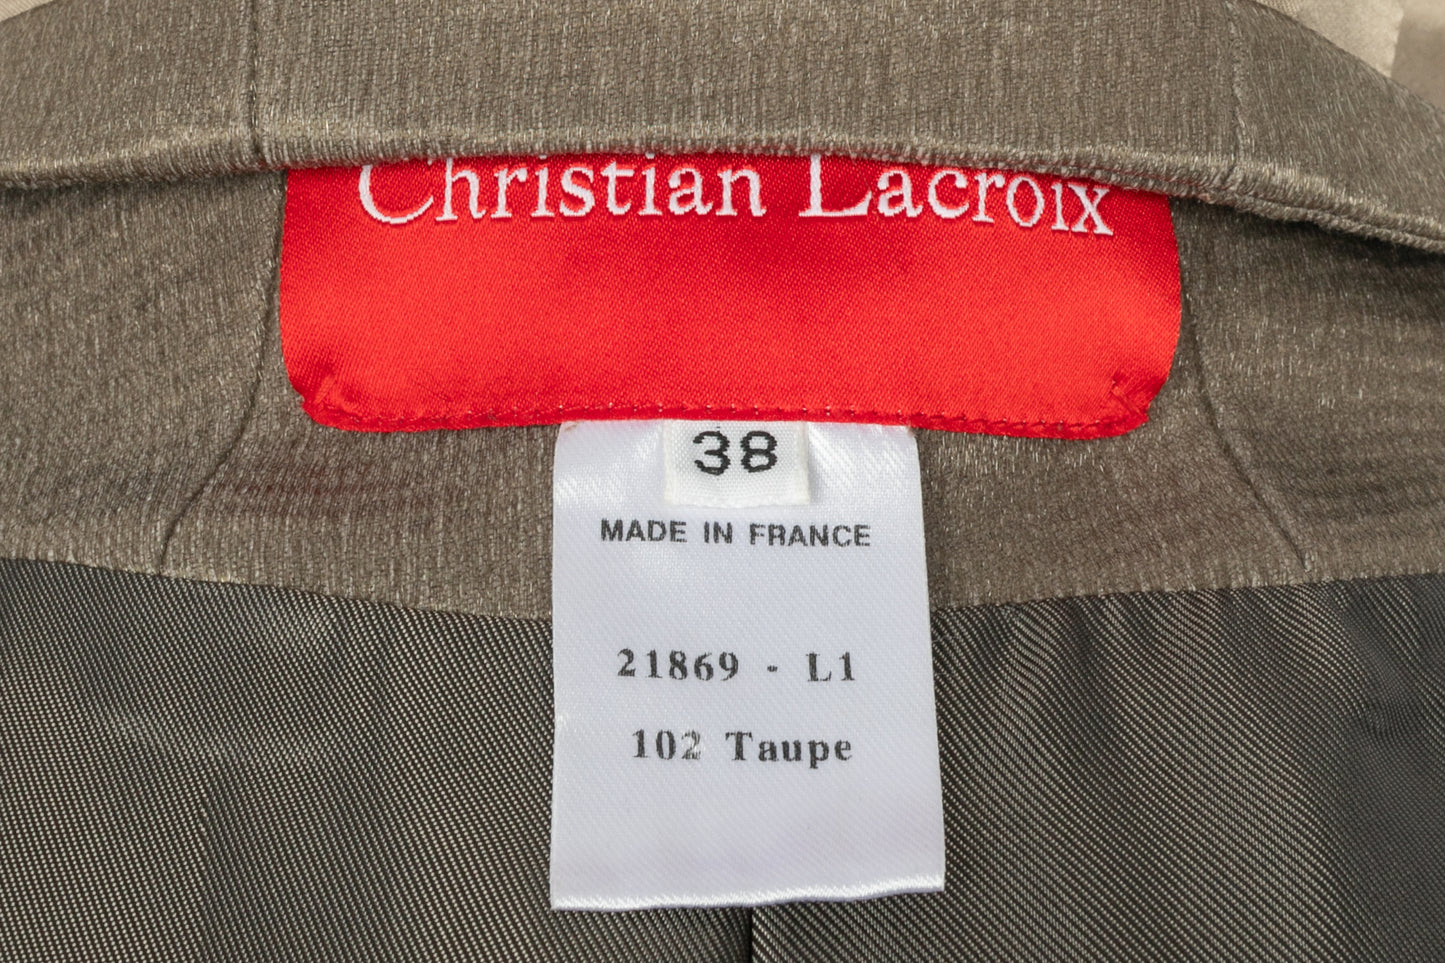 Christian Lacroix
38
MADE IN FRANCE
21869 - L1
102 Taupe